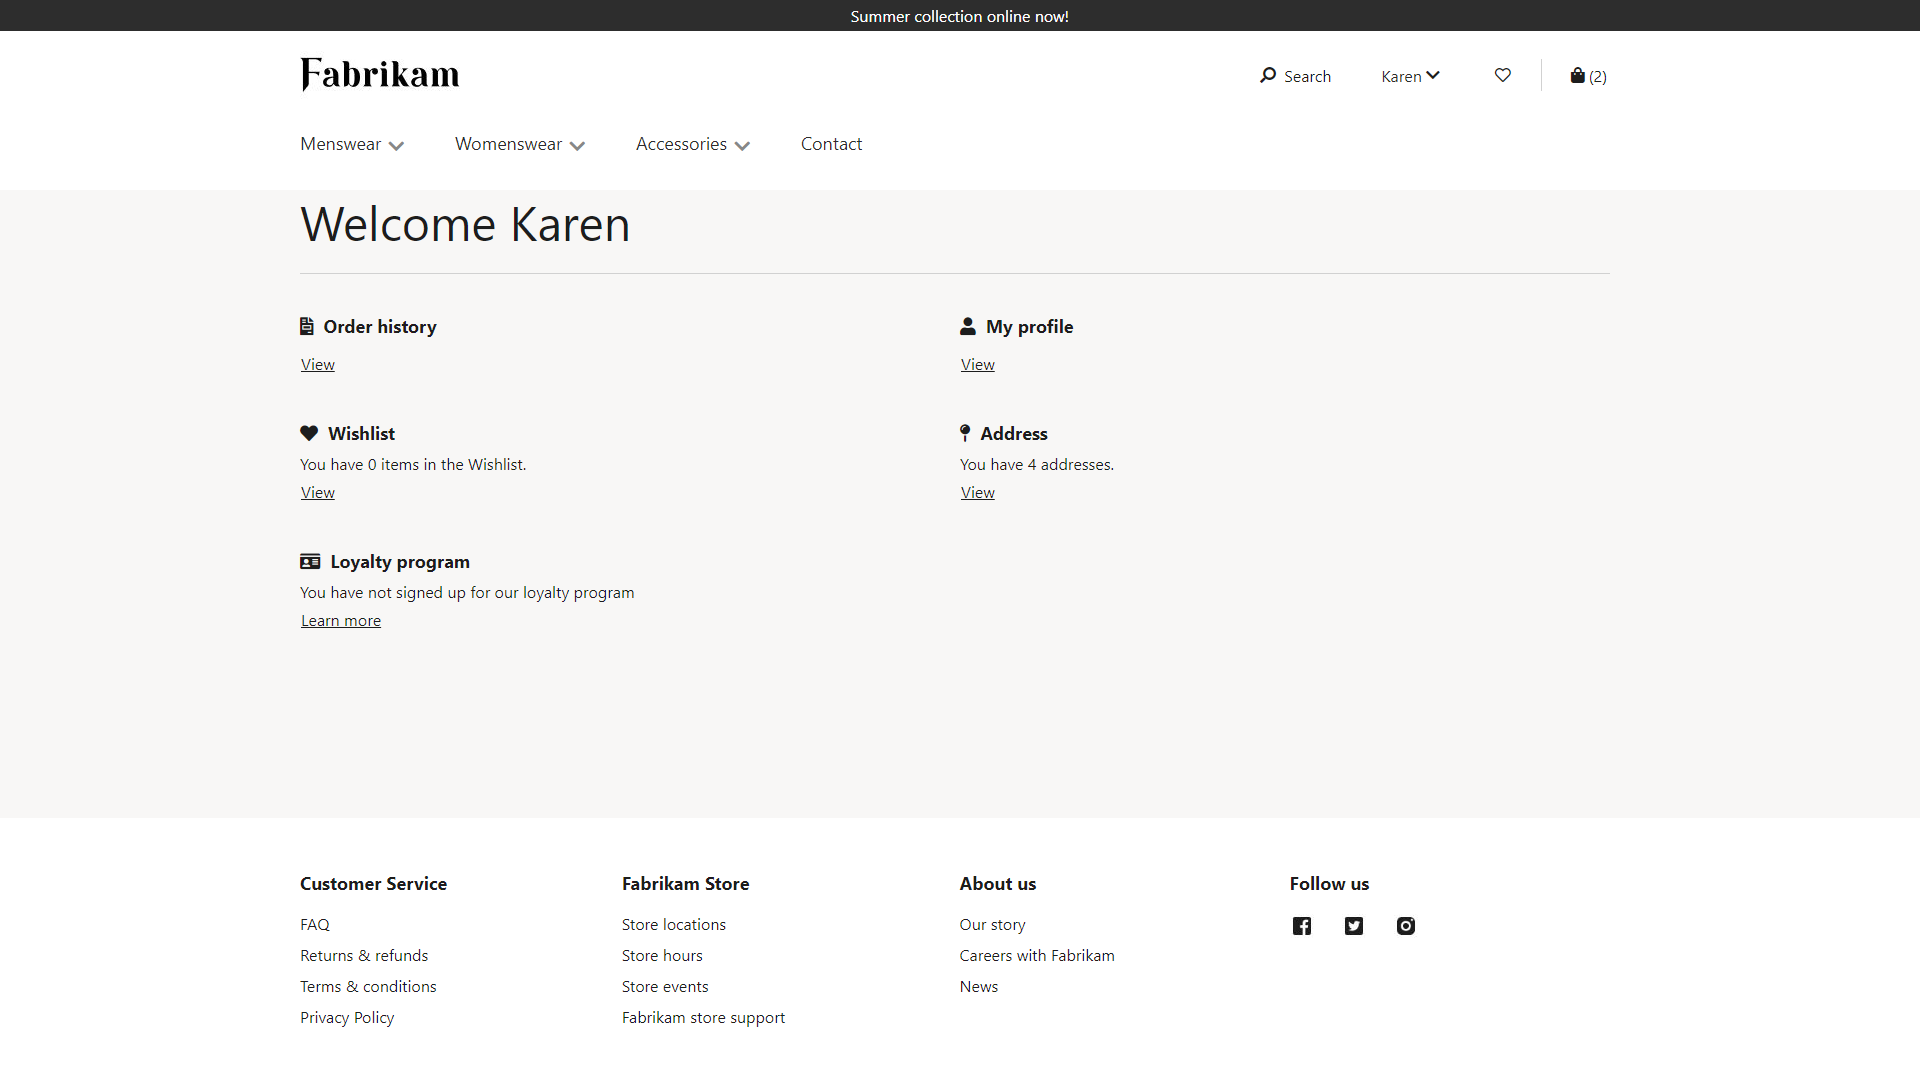 Summer collection online now!
Fabrikam
Search
Karen
(2)
Menswear
Womenswear
Accessories
Contact
Welcome Karen
Order history
View
My profile
View
Wishlist
You have 0 items in the Wishlist.
View
Address
You have 4 addresses.
View
Loyalty program
You have not signed up for our loyalty program
Learn more
Customer Service
FAQ
Returns & refunds
Terms & conditions
Privacy Policy
Fabrikam Store
Store locations
Store hours
Store events
Fabrikam store support
About us
Our story
Careers with Fabrikam
News
Follow us